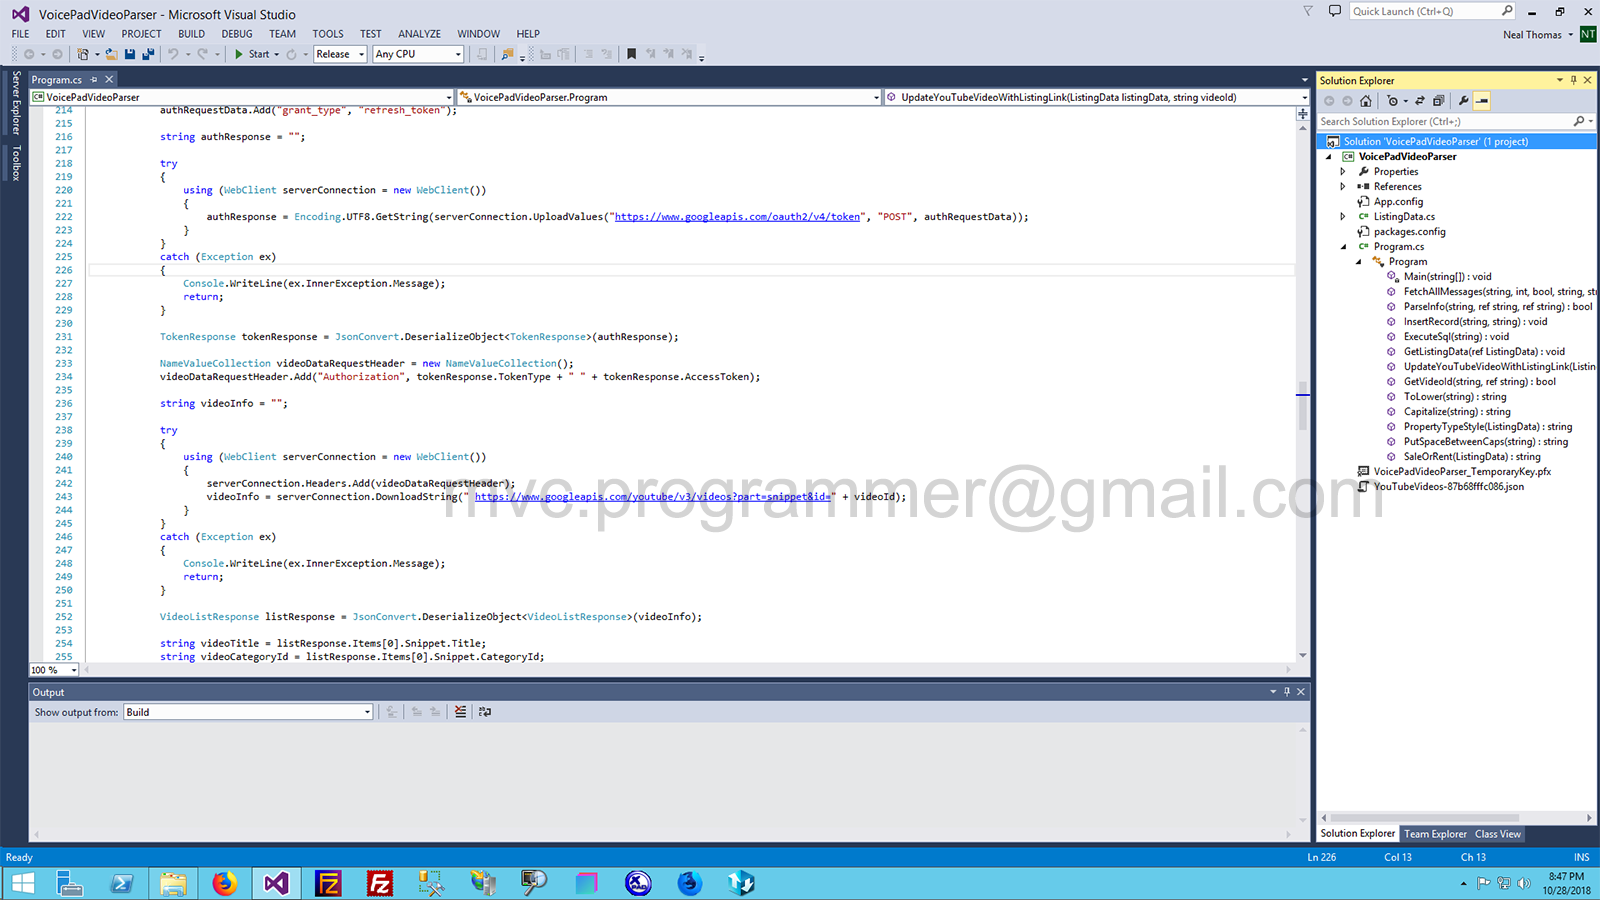 VoicePadVideoParser - Microsoft Visual Studio
Quick Launch (Ctrl+Q)
FILE EDIT VIEW PROJECT BUILD DEBUG TEAM TOOLS TEST ANALYZE WINDOW HELP
Neal Thomas NT
Start Release Any CPU
Server Explorer
Toolbox
Program.cs
VoicePadVideoParser VoicePadVideoParser.Program UpdateYouTubeVideoWithListingLink(ListingData listingData, string videoId)
214 authRequestData.Add("grant_type", "refresh_token");
215
216 string authResponse = "";
217
218 try
219 {
220 using (WebClient serverConnection = new WebClient())
221 {
222 authResponse = Encoding.UTF8.GetString(serverConnection.UploadValues("https://www.googleapis.com/oauth2/v4/token", "POST", authRequestData));
223 }
224 }
225 catch (Exception ex)
226 {
227 Console.WriteLine(ex.InnerException.Message);
228 return;
229 }
230
231 TokenResponse tokenResponse = JsonConvert.DeserializeObject<TokenResponse>(authResponse);
232
233 NameValueCollection videoDataRequestHeader = new NameValueCollection();
234 videoDataRequestHeader.Add("Authorization", tokenResponse.TokenType + " " + tokenResponse.AccessToken);
235
236 string videoInfo = "";
237
238 try
239 {
240 using (WebClient serverConnection = new WebClient())
241 {
242 serverConnection.Headers.Add(videoDataRequestHeader);
243 videoInfo = serverConnection.DownloadString(" https://www.googleapis.com/youtube/v3/videos?part=snippet&id=" + videoId);
244 }
245 }
246 catch (Exception ex)
247 {
248 Console.WriteLine(ex.InnerException.Message);
249 return;
250 }
251
252 VideoListResponse listResponse = JsonConvert.DeserializeObject<VideoListResponse>(videoInfo);
253
254 string videoTitle = listResponse.Items[0].Snippet.Title;
255 string videoCategoryId = listResponse.Items[0].Snippet.CategoryId;
100 %
mvc.programmer@gmail.com
Output
Show output from: Build
Solution Explorer
Search Solution Explorer (Ctrl+;)
Solution 'VoicePadVideoParser' (1 project)
VoicePadVideoParser
Properties
References
App.config
ListingData.cs
packages.config
Program.cs
Program
Main(string[]) : void
FetchAllMessages(string, int, bool, string, st
ParseInfo(string, ref string, ref string) : bool
InsertRecord(string, string) : void
ExecuteSql(string) : void
GetListingData(ref ListingData) : void
UpdateYouTubeVideoWithListingLink(Listin
GetVideoId(string, ref string) : bool
ToLower(string) : string
Capitalize(string) : string
PropertyTypeStyle(ListingData) : string
PutSpaceBetweenCaps(string) : string
SaleOrRent(ListingData) : string
VoicePadVideoParser_TemporaryKey.pfx
YouTubeVideos-87b68fffc086.json
Solution Explorer Team Explorer Class View
Ready Ln 226 Col 13 Ch 13 INS
8:47 PM
10/28/2018